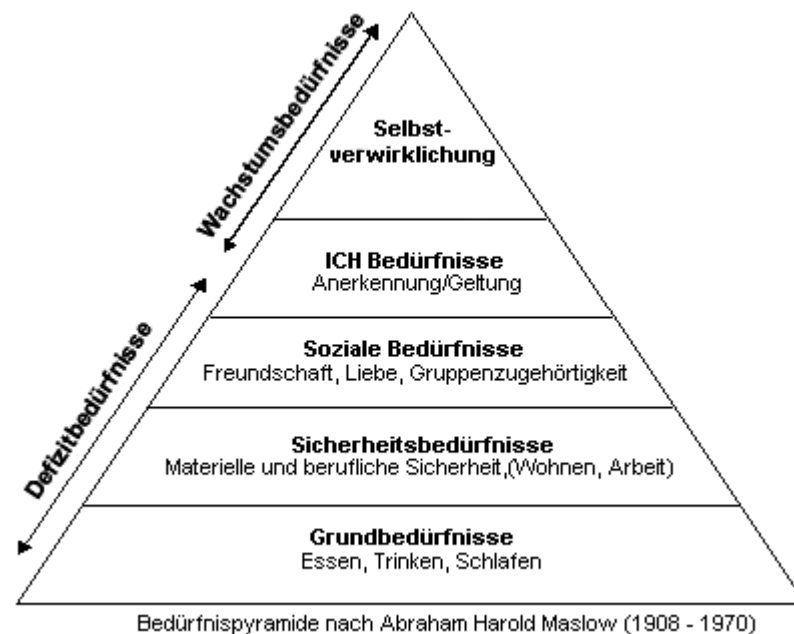 Wachstumsbedürfnisse
Defizitbedürfnisse
Selbst-
verwirklichung
ICH Bedürfnisse
Anerkennung/Geltung
Soziale Bedürfnisse
Freundschaft, Liebe, Gruppenzugehörtigkeit
Sicherheitsbedürfnisse
Materielle und berufliche Sicherheit,(Wohnen, Arbeit)
Grundbedürfnisse
Essen, Trinken, Schlafen
Bedürfnispyramide nach Abraham Harold Maslow (1908 - 1970)